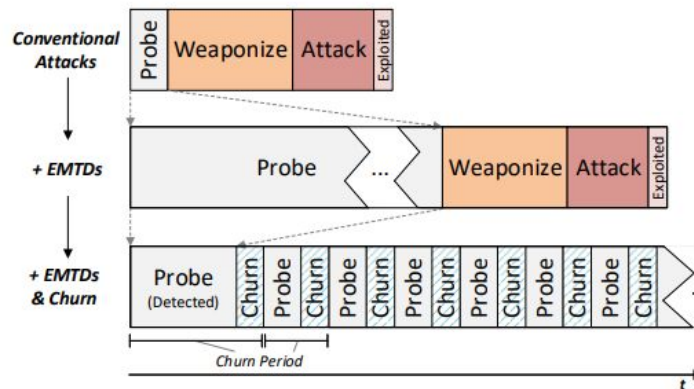 Conventional
Attacks
Probe
Weaponize
Attack
Exploited
+ EMTDs
Probe
...
Weaponize
Attack
Exploited
+ EMTDs
& Churn
Probe
(Detected)
Churn
Probe
Churn
Probe
Churn
Probe
Churn
Probe
Churn
Probe
Churn
Probe
Churn
Churn Period
t